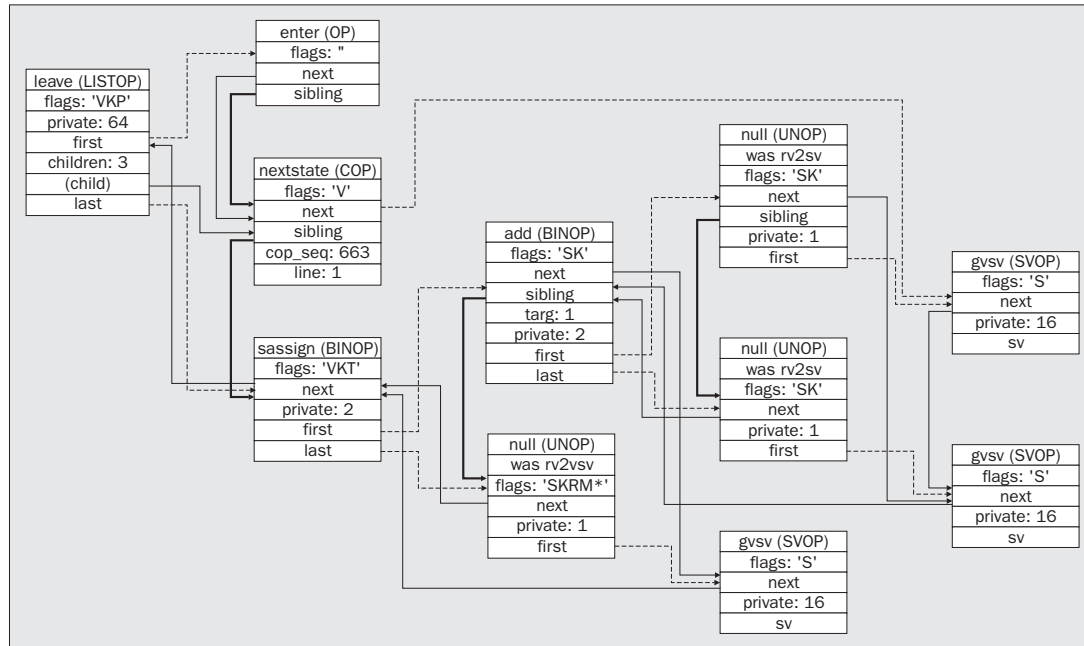 enter (OP)
flags: "
next
sibling
leave (LISTOP)
flags: 'VKP'
private: 64
first
children: 3
(child)
last
nextstate (COP)
flags: 'V'
next
sibling
cop_seq: 663
line: 1
sassign (BINOP)
flags: 'VKT'
next
private: 2
first
last
add (BINOP)
flags: 'SK'
next
sibling
targ: 1
private: 2
first
last
null (UNOP)
was rv2vsv
flags: 'SKRM*'
next
private: 1
first
null (UNOP)
was rv2sv
flags: 'SK'
next
sibling
private: 1
first
null (UNOP)
was rv2sv
flags: 'SK'
next
private: 1
first
gvsv (SVOP)
flags: 'S'
next
private: 16
sv
gvsv (SVOP)
flags: 'S'
next
private: 16
sv
gvsv (SVOP)
flags: 'S'
next
private: 16
sv